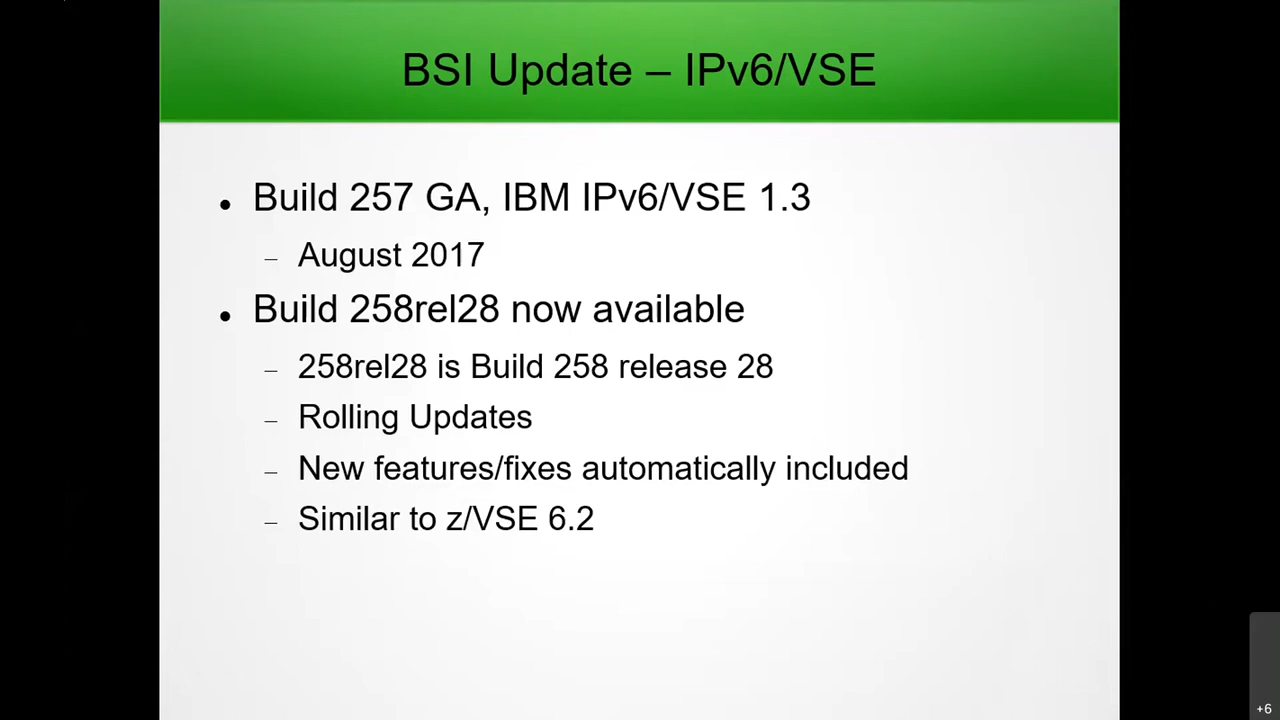 BSI Update – IPv6/VSE
● Build 257 GA, IBM IPv6/VSE 1.3
– August 2017
● Build 258rel28 now available
– 258rel28 is Build 258 release 28
– Rolling Updates
– New features/fixes automatically included
– Similar to z/VSE 6.2
+6